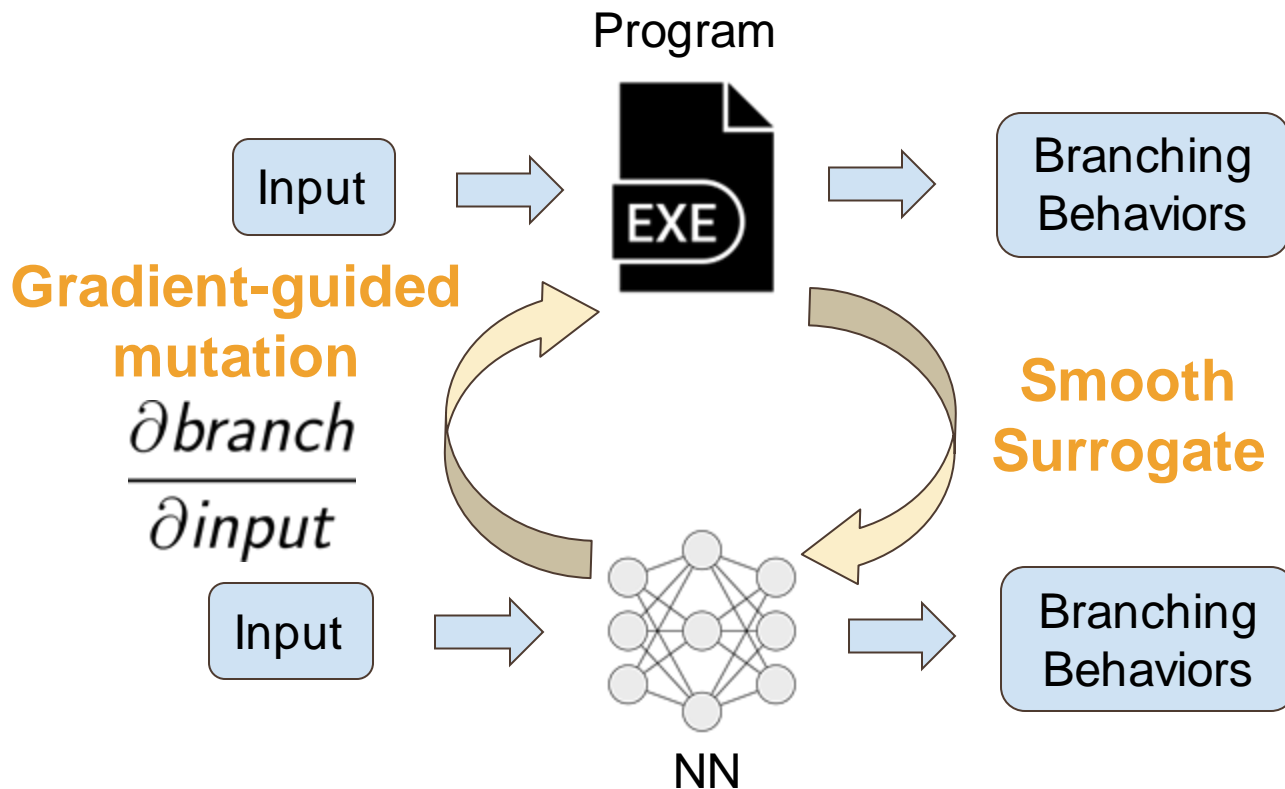 Program
Input
EXE
Branching
Behaviors
Gradient-guided
mutation
∂branch
∂input
Smooth
Surrogate
Input
Branching
Behaviors
NN